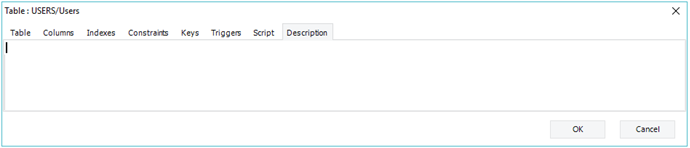 Table : USERS/Users
Table Columns Indexes Constraints Keys Triggers Script Description
OK Cancel